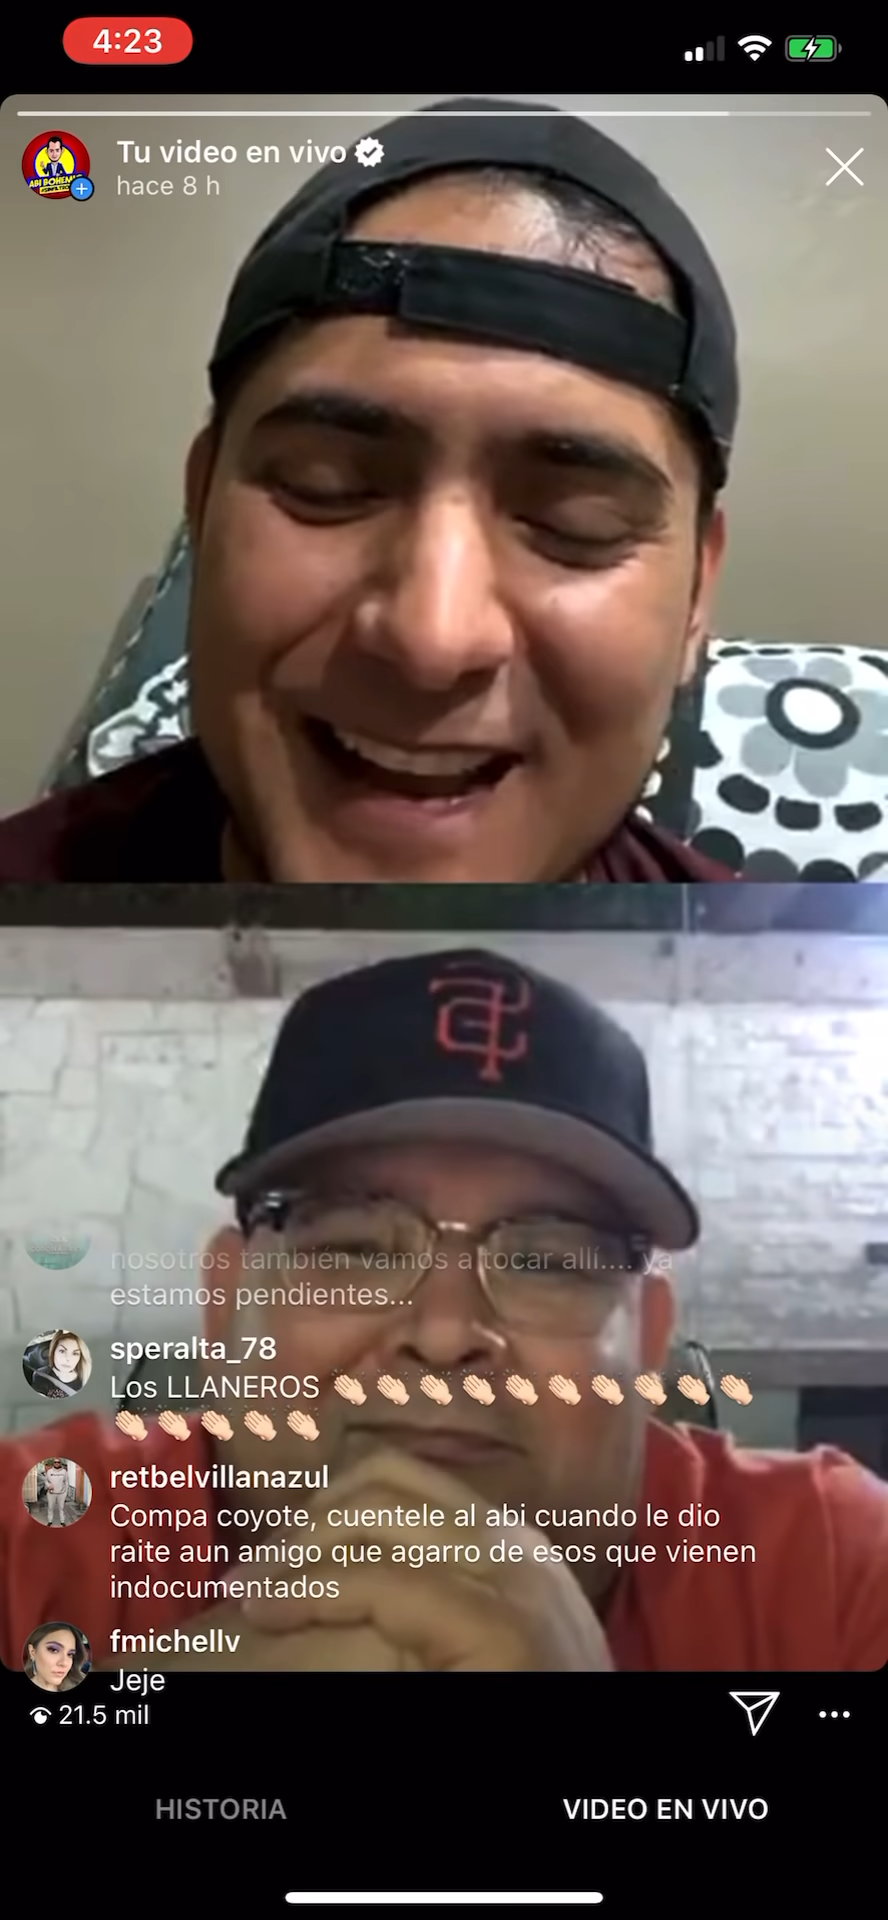 4:23
Tu video en vivo
hace 8 h
ABI BOHEM
nosotros también vamos a tocar allí.... ya
estamos pendientes...
speralta_78
Los LLANEROS 👏🏻👏🏻👏🏻👏🏻👏🏻👏🏻👏🏻👏🏻👏🏻👏🏻
👏🏻👏🏻👏🏻👏🏻👏🏻
retbelvillanazul
Compa coyote, cuentele al abi cuando le dio
raite aun amigo que agarro de esos que vienen
indocumentados
fmichellv
Jeje
21.5 mil
HISTORIA
VIDEO EN VIVO